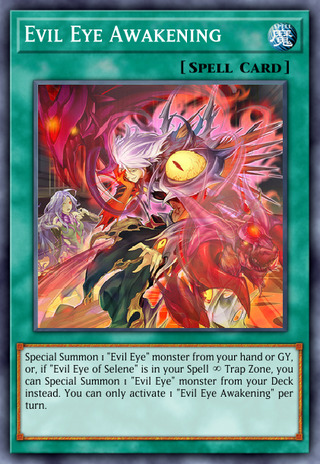 Evil Eye Awakening
魔
[Spell Card]
Special Summon 1 "Evil Eye" monster from your hand or GY,
or, if "Evil Eye of Selene" is in your Spell ∞ Trap Zone, you
can Special Summon 1 "Evil Eye" monster from your Deck
instead. You can only activate 1 "Evil Eye Awakening" per
turn.